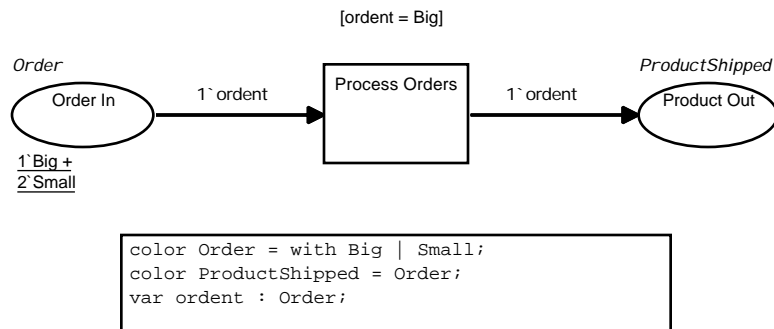 [ordent = Big]
Order
ProductShipped
Order In
1`ordent
Process Orders
1`ordent
Product Out
1`Big +
2`Small
color Order = with Big | Small;
color ProductShipped = Order;
var ordent : Order;